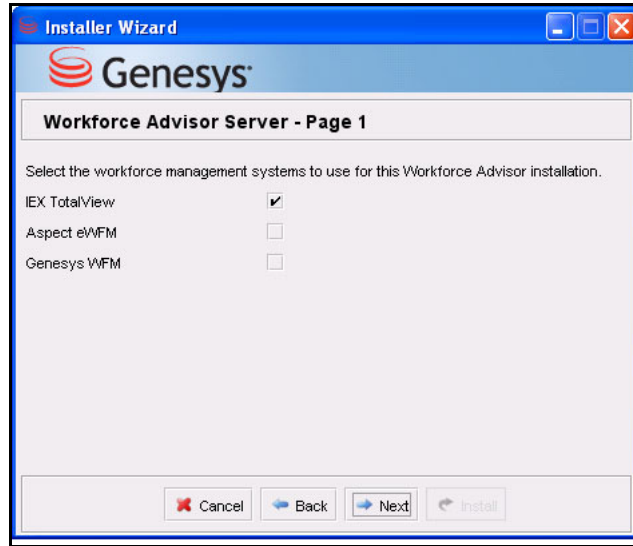 Installer Wizard
Genesys
Workforce Advisor Server - Page 1
Select the workforce management systems to use for this Workforce Advisor installation.
IEX TotalView
Aspect eWFM
Genesys WFM
Cancel Back Next Install